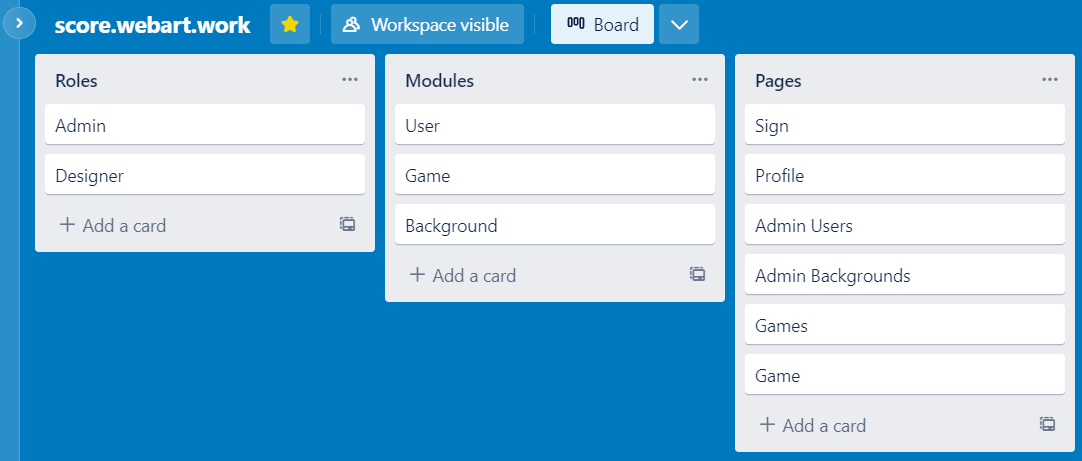 score.webart.work
Workspace visible
Board
Roles
Admin
Designer
Add a card
Modules
User
Game
Background
Add a card
Pages
Sign
Profile
Admin Users
Admin Backgrounds
Games
Game
Add a card